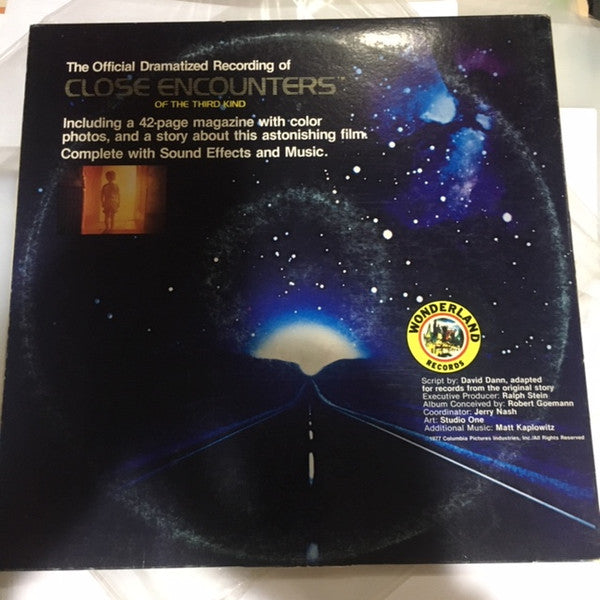 The Official Dramatized Recording of
CLOSE ENCOUNTERS™
OF THE THIRD KIND
Including a 42-page magazine with color
photos, and a story about this astonishing film.
Complete with Sound Effects and Music.
WONDERLAND
RECORDS
Script by: David Dann, adapted
for records from the original story
Executive Producer: Ralph Stein
Album Conceived by: Robert Goemann
Coordinator: Jerry Nash
Art: Studio One
Additional Music: Matt Kaplowitz
©1977 Columbia Pictures Industries, Inc./All Rights Reserved